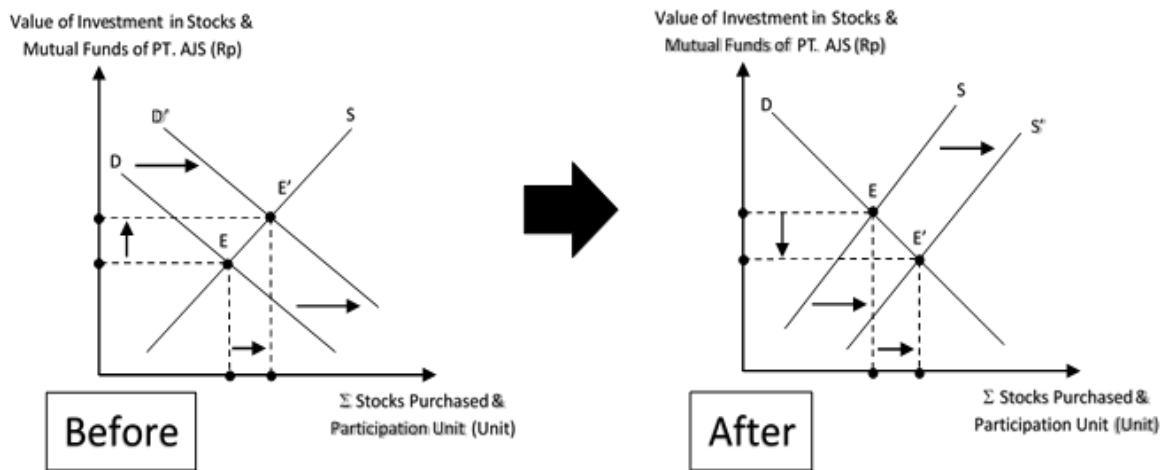 Value of Investment in Stocks &
Mutual Funds of PT. AJS (Rp)
D'
S
D
E'
E
Σ Stocks Purchased &
Participation Unit (Unit)
Before
Value of Investment in Stocks &
Mutual Funds of PT. AJS (Rp)
D
S
S'
E
E'
Σ Stocks Purchased &
Participation Unit (Unit)
After